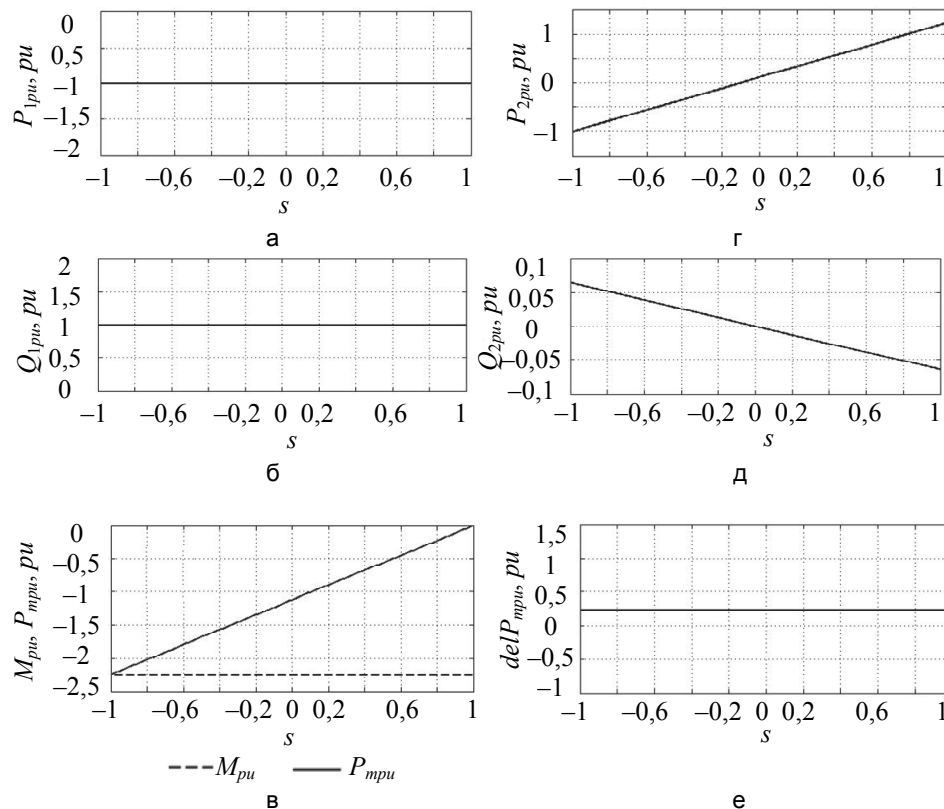 0
0,5
−1
−1,5
−2
P1pu, pu
−1 −0,6 −0,2 0 0,2 0,6 1
s
а
1
0
−1
P2pu, pu
−1 −0,6 −0,2 0 0,2 0,6 1
s
г
2
1,5
1
0,5
0
Q1pu, pu
−1 −0,6 −0,2 0 0,2 0,6 1
s
б
0,1
0,05
0
−0,05
−0,1
Q2pu, pu
−1 −0,6 −0,2 0 0,2 0,6 1
s
д
0
−0,5
−1
−1,5
−2
−2,5
Mpu, Pmpu, pu
−1 −0,6 −0,2 0 0,2 0,6 1
s
Mpu Pmpu
в
1,5
1
0,5
0
−0,5
−1
delPmpu, pu
−1 −0,6 −0,2 0 0,2 0,6 1
s
е